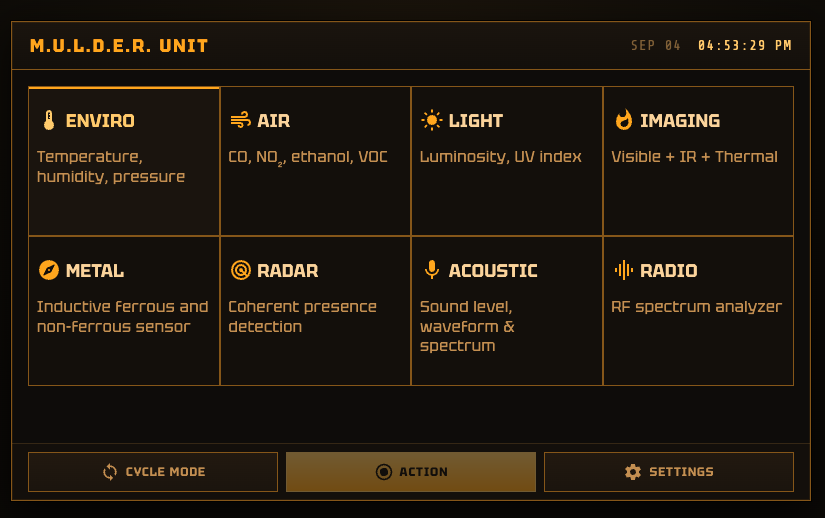 M.U.L.D.E.R. UNIT
SEP 04 04:53:29 PM
ENVIRO
Temperature,
humidity, pressure
AIR
CO, NO₂, ethanol, VOC
LIGHT
Luminosity, UV index
IMAGING
Visible + IR + Thermal
METAL
Inductive ferrous and
non-ferrous sensor
RADAR
Coherent presence
detection
ACOUSTIC
Sound level,
waveform &
spectrum
RADIO
RF spectrum analyzer
CYCLE MODE
ACTION
SETTINGS